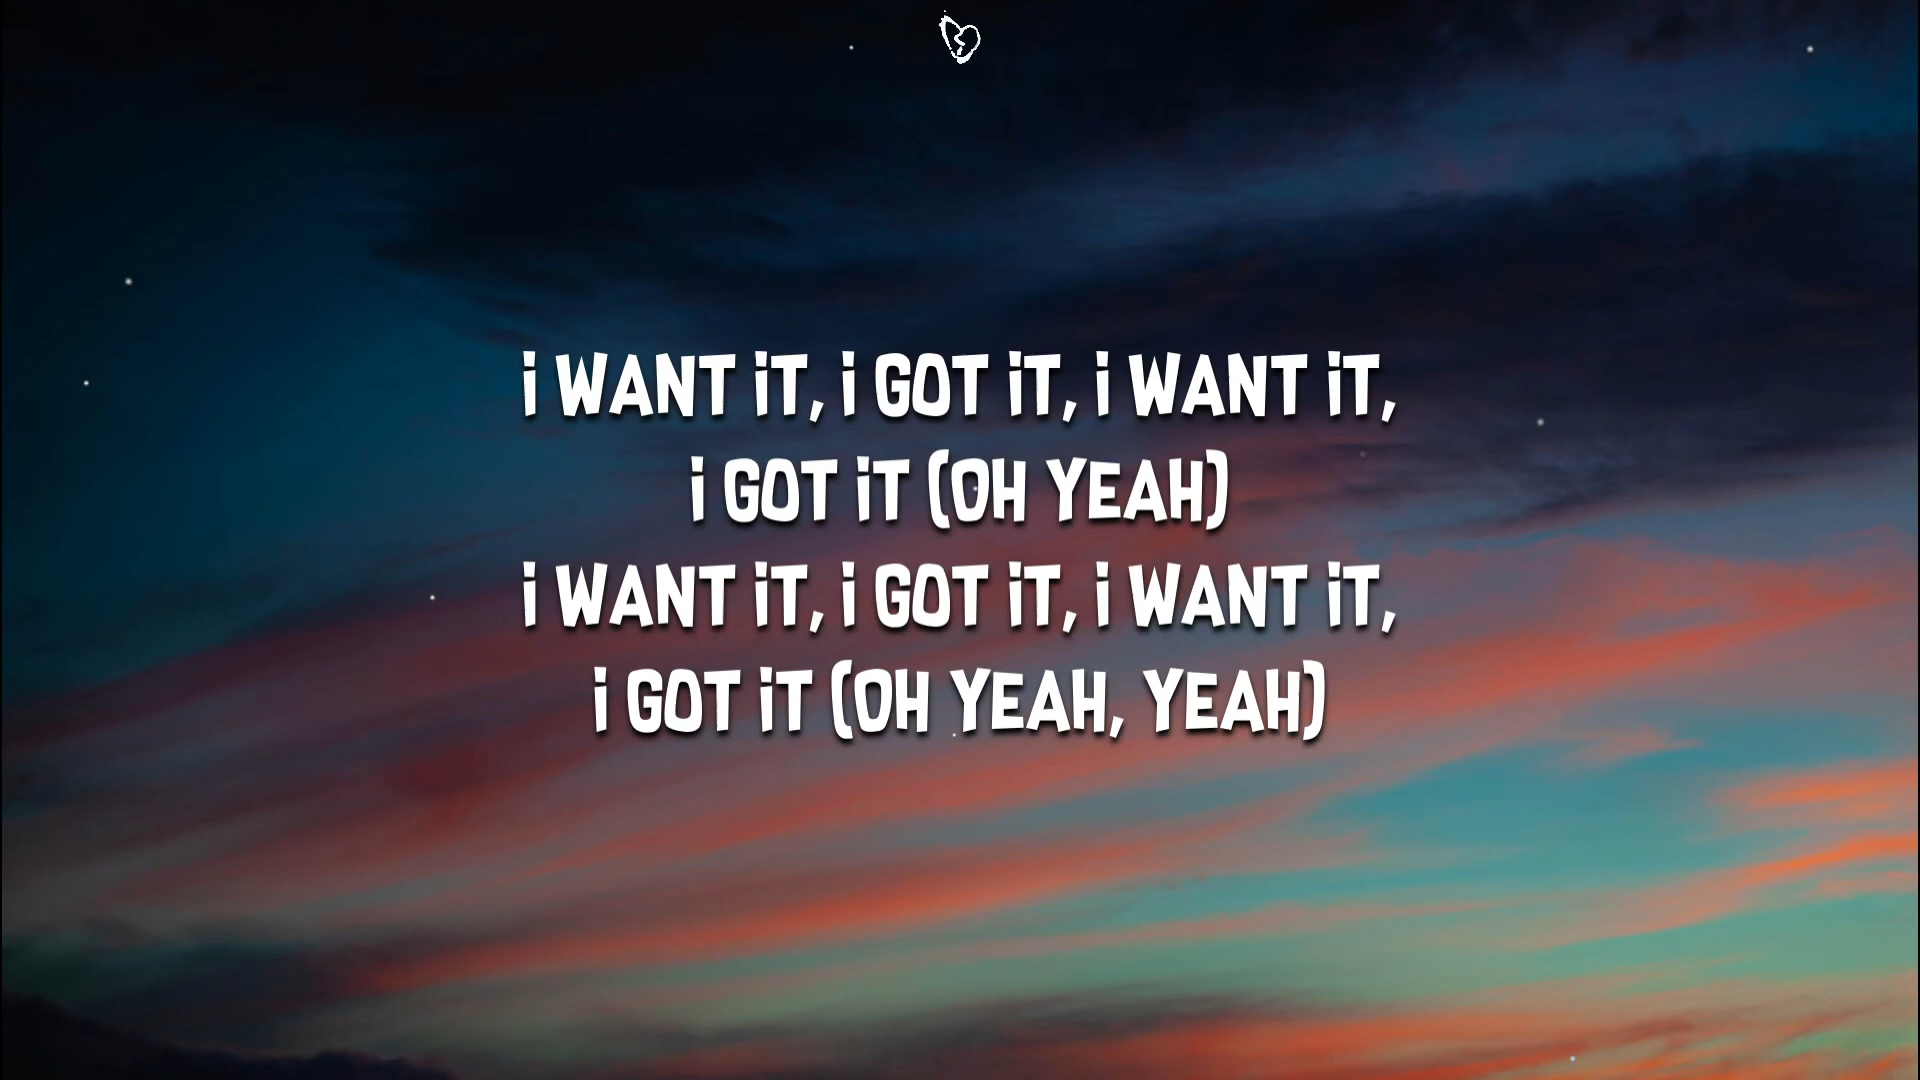 i WANT iT, i GOT iT, i WANT iT,
i GOT iT (OH YEAH)
i WANT iT, i GOT iT, i WANT iT,
i GOT iT (OH YEAH, YEAH)